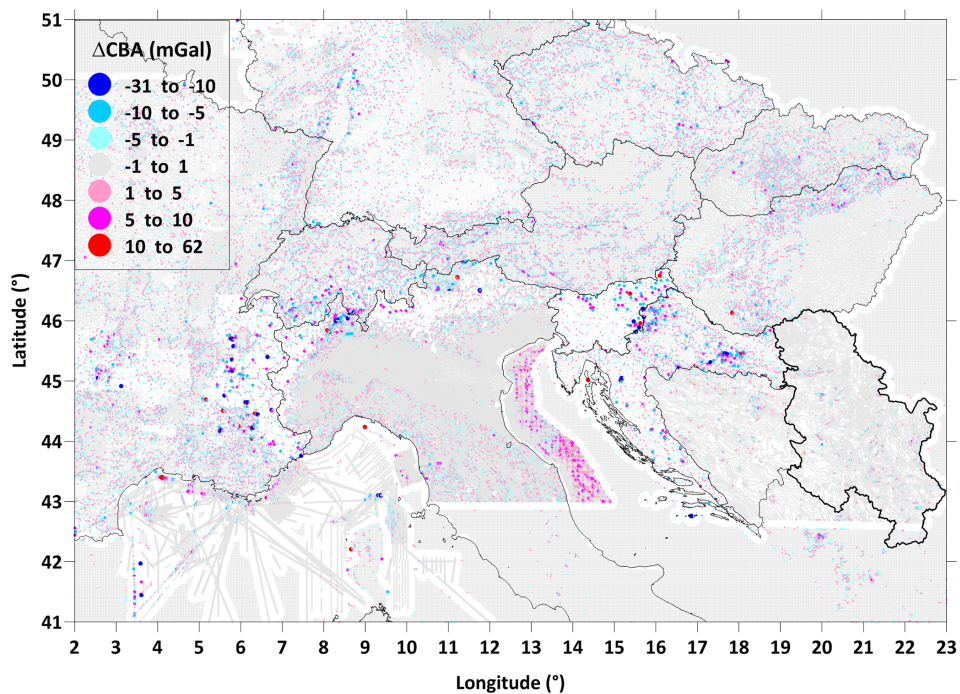 51
50
49
48
47
46
45
44
43
42
41
Latitude (°)
ΔCBA (mGal)
-31 to -10
-10 to -5
-5 to -1
-1 to 1
1 to 5
5 to 10
10 to 62
2 3 4 5 6 7 8 9 10 11 12 13 14 15 16 17 18 19 20 21 22 23
Longitude (°)